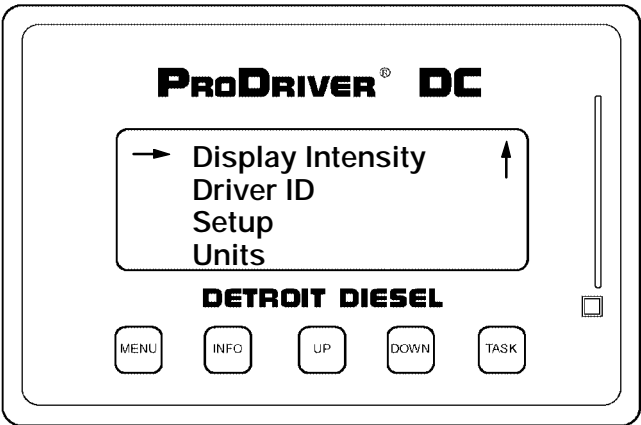 PRODRIVER® DC
Display Intensity
Driver ID
Setup
Units
DETROIT DIESEL
MENU INFO UP DOWN TASK